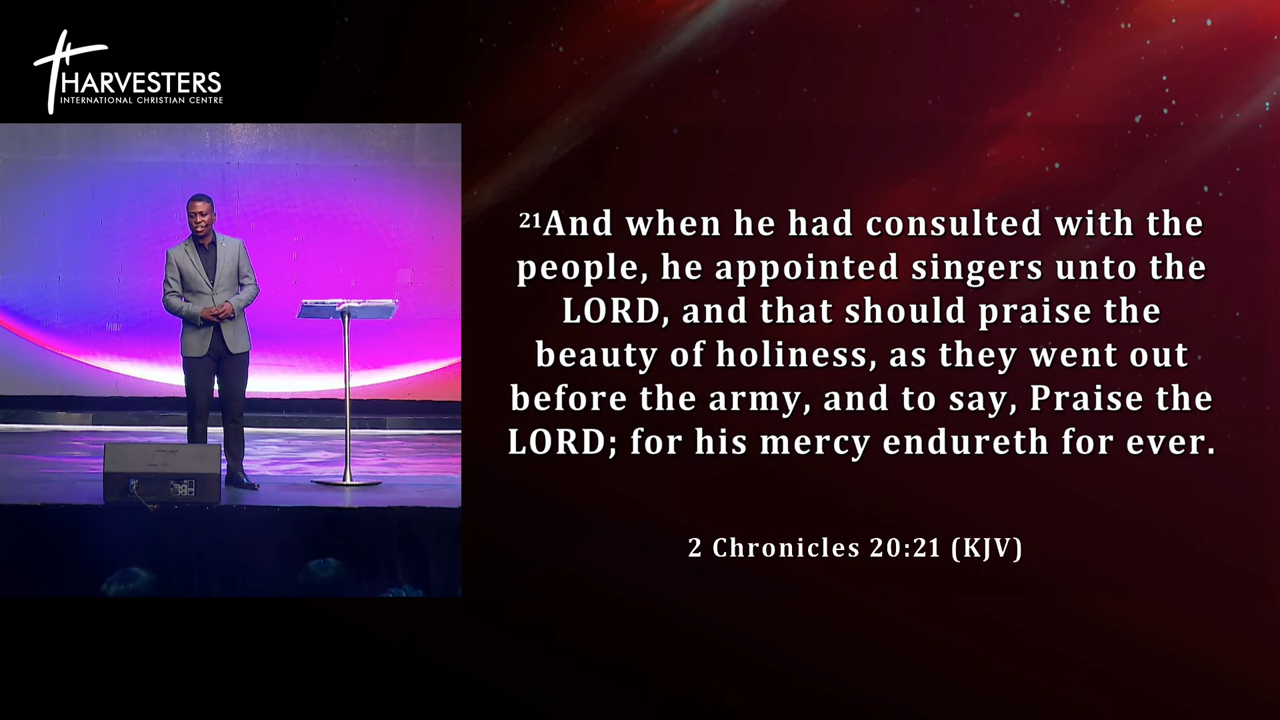 HARVESTERS
INTERNATIONAL CHRISTIAN CENTRE
21And when he had consulted with the
people, he appointed singers unto the
LORD, and that should praise the
beauty of holiness, as they went out
before the army, and to say, Praise the
LORD; for his mercy endureth for ever.
2 Chronicles 20:21 (KJV)